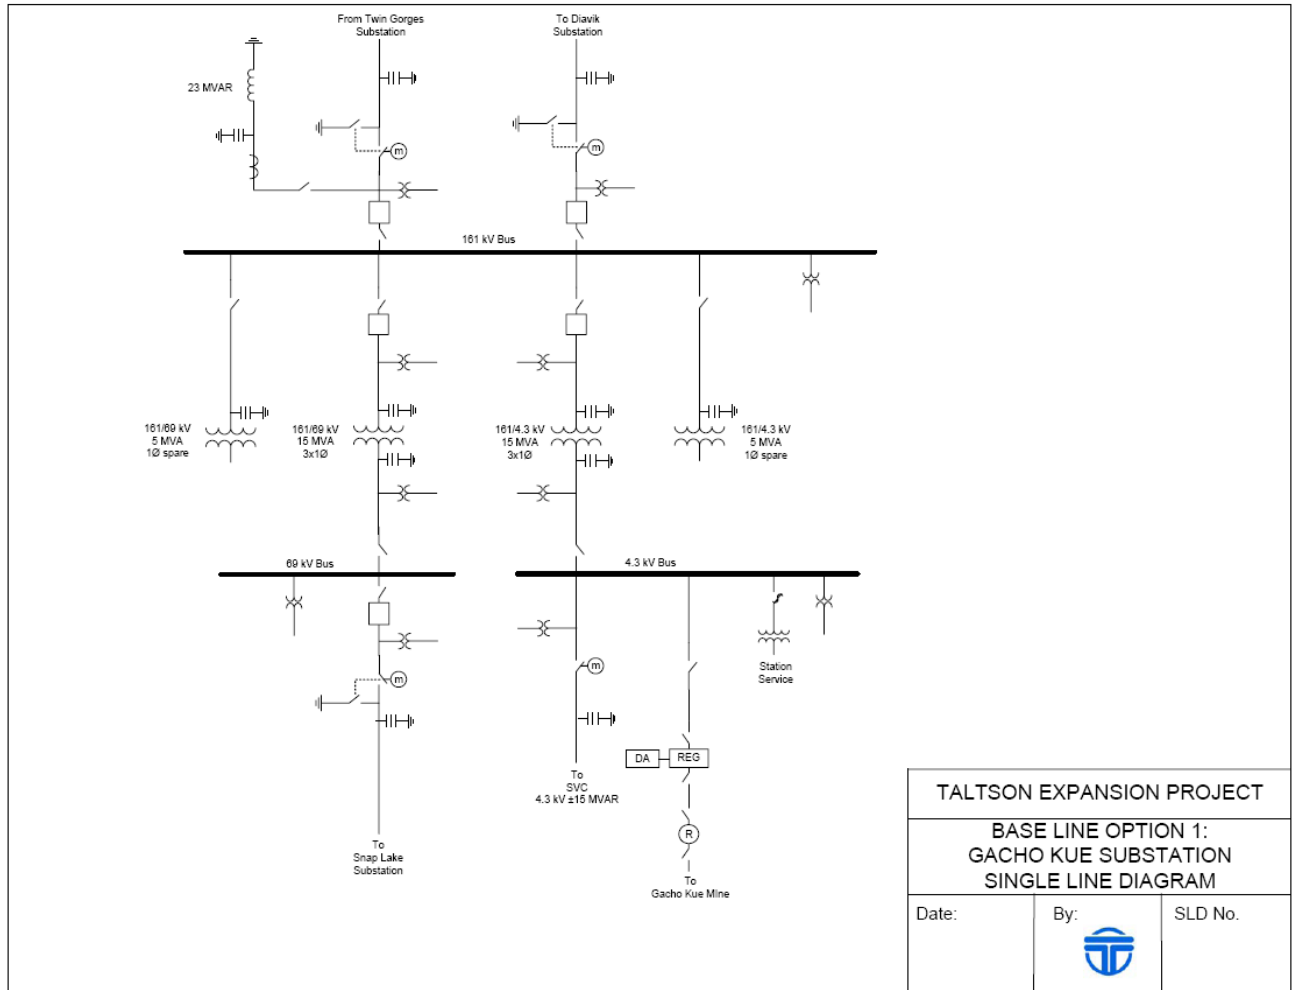 From Twin Gorges
Substation
To Diavik
Substation
23 MVAR
m
m
161 kV Bus
161/69 kV
5 MVA
1Ø spare
161/69 kV
15 MVA
3x1Ø
161/4.3 kV
15 MVA
3x1Ø
161/4.3 kV
5 MVA
1Ø spare
69 kV Bus
4.3 kV Bus
m
m
Station
Service
DA
REG
To
SVC
4.3 kV ±15 MVAR
R
To
Snap Lake
Substation
To
Gacho Kue Mine
TALTSON EXPANSION PROJECT
BASE LINE OPTION 1:
GACHO KUE SUBSTATION
SINGLE LINE DIAGRAM
Date:
By:
SLD No.